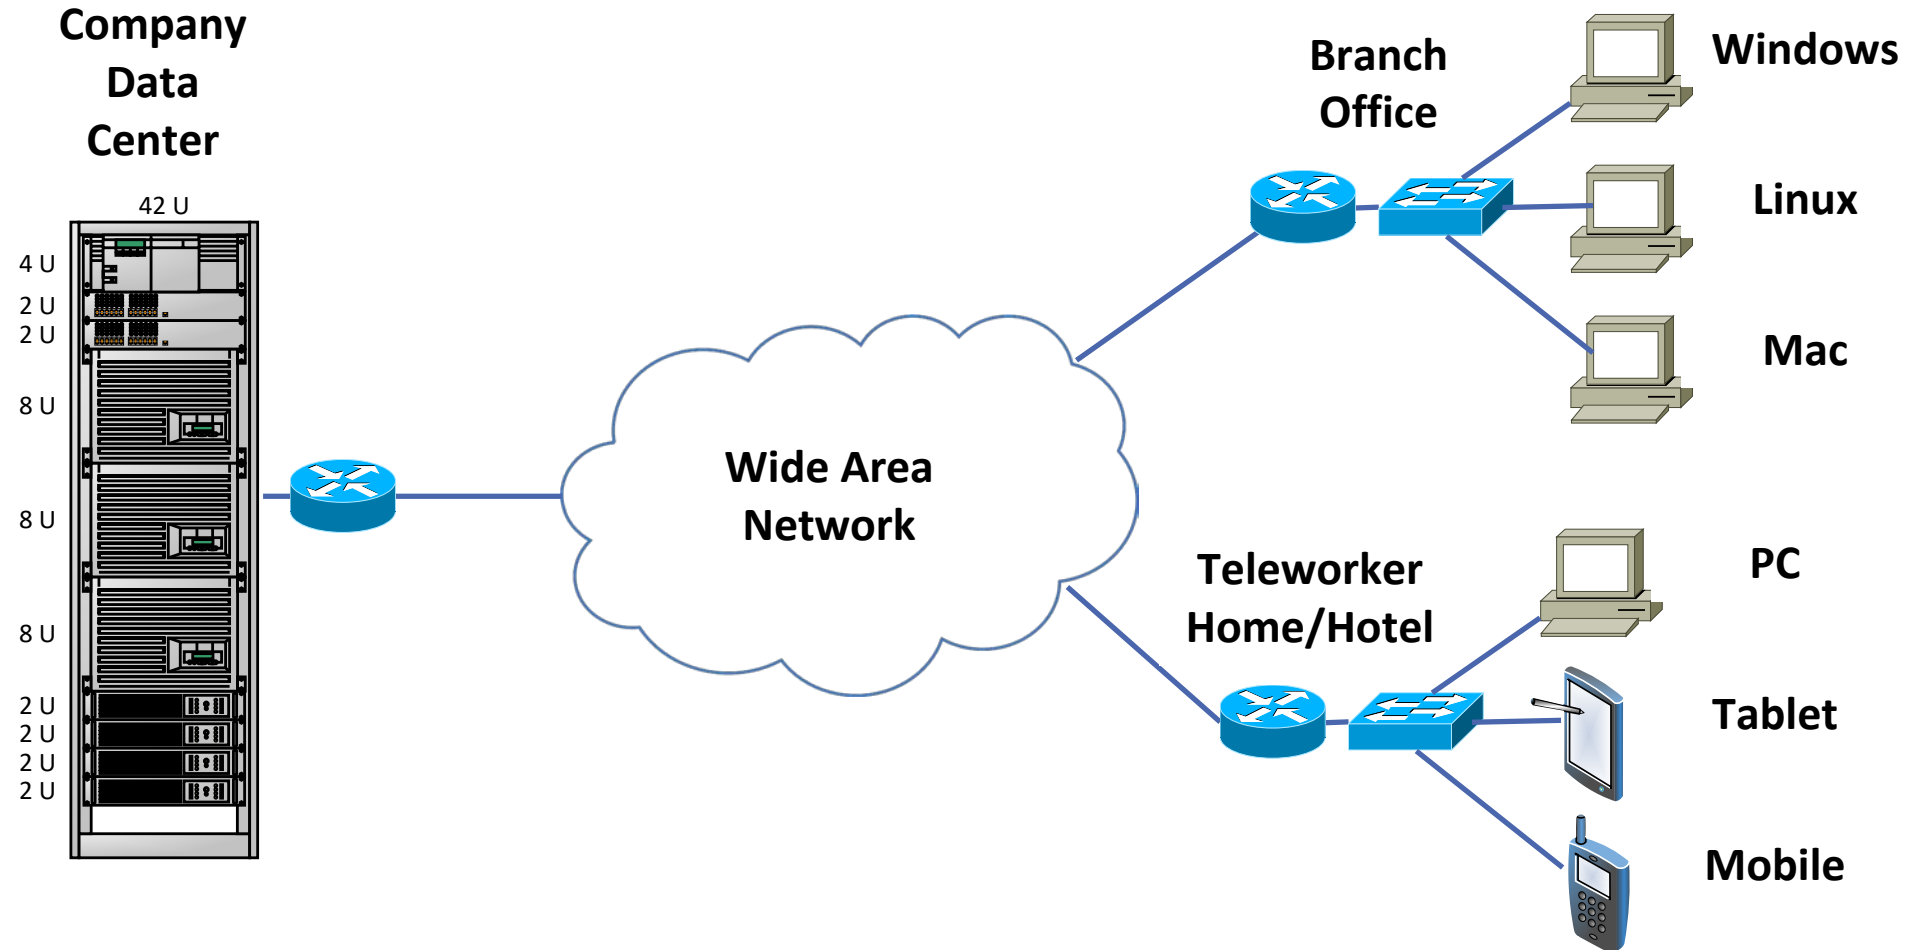 Company
Data
Center
42 U
4 U
2 U
2 U
8 U
8 U
8 U
2 U
2 U
2 U
2 U
Wide Area
Network
Branch
Office
Windows
Linux
Mac
Teleworker
Home/Hotel
PC
Tablet
Mobile